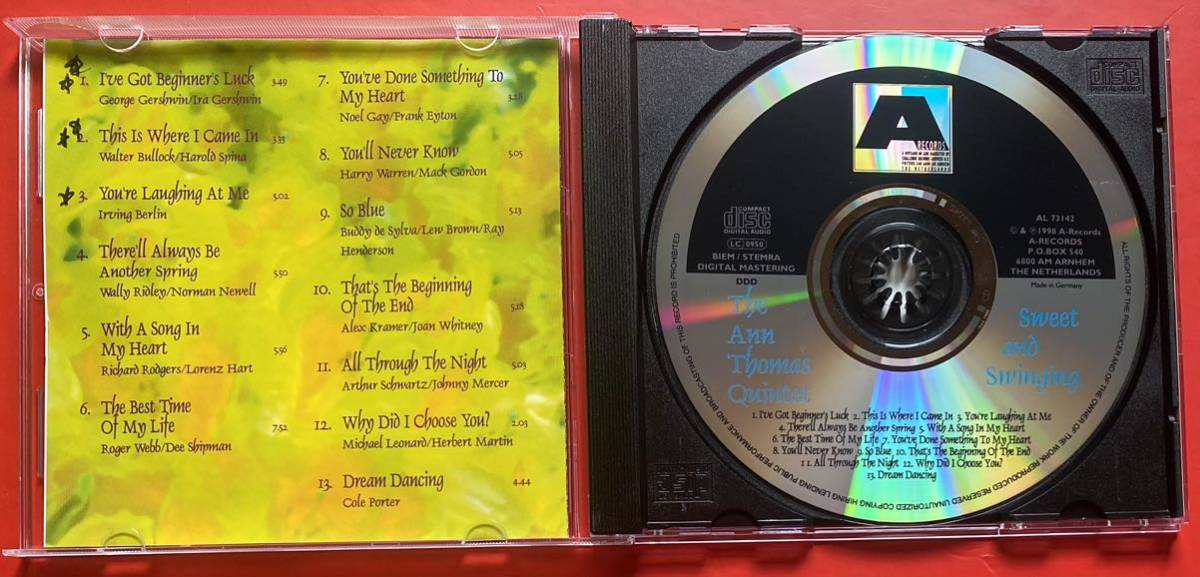 1. I've Got Beginner's Luck 3.49
George Gershwin/Ira Gershwin
2. This Is Where I Came In 3.33
Walter Bullock/Harold Spina
3. You're Laughing At Me 5.02
Irving Berlin
4. There'll Always Be
Another Spring 5.50
Wally Ridley/Norman Newell
5. With A Song In
My Heart 5.56
Richard Rodgers/Lorenz Hart
6. The Best Time
Of My Life 7.52
Roger Webb/Dee Shipman
7. You've Done Something To
My Heart 3.28
Noel Gay/Frank Eyton
8. You'll Never Know 5.05
Harry Warren/Mack Gordon
9. So Blue 5.13
Buddy de Sylva/Lew Brown/Ray
Henderson
10. That's The Beginning
Of The End 5.18
Alex Kramer/Joan Whitney
11. All Through The Night 5.03
Arthur Schwartz/Johnny Mercer
12. Why Did I Choose You? 2.03
Michael Leonard/Herbert Martin
13. Dream Dancing 4.44
Cole Porter
A
RECORDS
THE NETHERLANDS
COMPACT
disc
DIGITAL AUDIO
LC 0950
BIEM / STEMRA
DIGITAL MASTERING
DDD
AL 73142
© & ℗ 1998 A-Records
A-RECORDS
P.O.BOX 540
6800 AM ARNHEM
THE NETHERLANDS
Made in Germany
The
Ann
Thomas
Quintet
Sweet
and
Swinging
1. I've Got Beginner's Luck 2. This Is Where I Came In 3. You're Laughing At Me
4. There'll Always Be Another Spring 5. With A Song In My Heart
6. The Best Time Of My Life 7. You've Done Something To My Heart
8. You'll Never Know 9. So Blue 10. That's The Beginning Of The End
11. All Through The Night 12. Why Did I Choose You?
13. Dream Dancing
ALL RIGHTS OF THE PRODUCER AND OF THE OWNER OF THE WORK REPRODUCED RESERVED UNAUTHORIZED COPYING HIRING LENDING PUBLIC PERFORMANCE AND BROADCASTING OF THIS RECORD IS PROHIBITED
COMPACT
disc
DIGITAL AUDIO